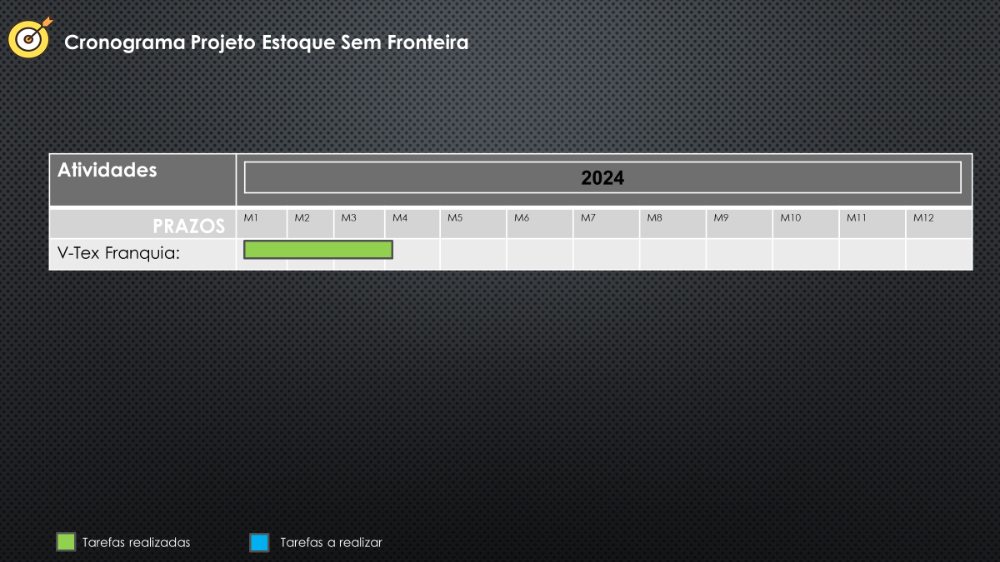 Cronograma Projeto Estoque Sem Fronteira
Atividades
2024
PRAZOS M1 M2 M3 M4 M5 M6 M7 M8 M9 M10 M11 M12
V-Tex Franquia:
Tarefas realizadas Tarefas a realizar